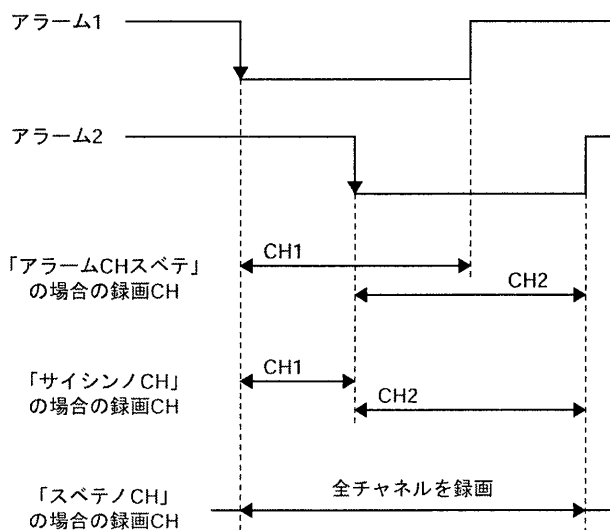 アラーム1
アラーム2
「アラームCHスベテ」
の場合の録画CH
CH1
CH2
「サイシンノCH」
の場合の録画CH
CH1
CH2
「スベテノCH」
の場合の録画CH
全チャネルを録画